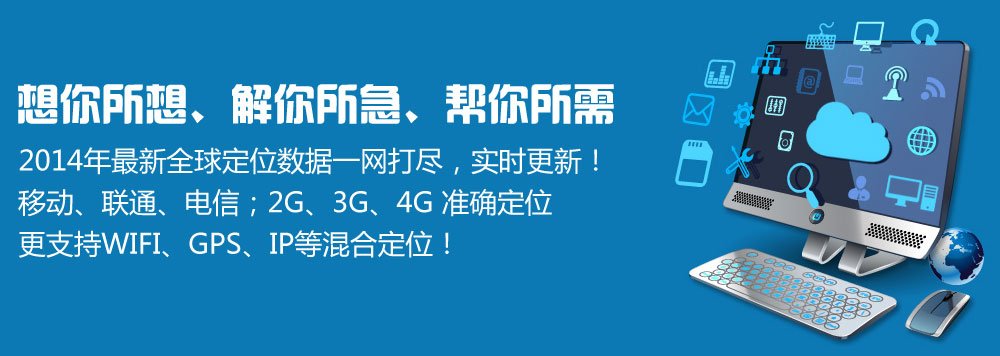 想你所想、解你所急、帮你所需
2014年最新全球定位数据一网打尽，实时更新！
移动、联通、电信；2G、3G、4G 准确定位
更支持WIFI、GPS、IP等混合定位！